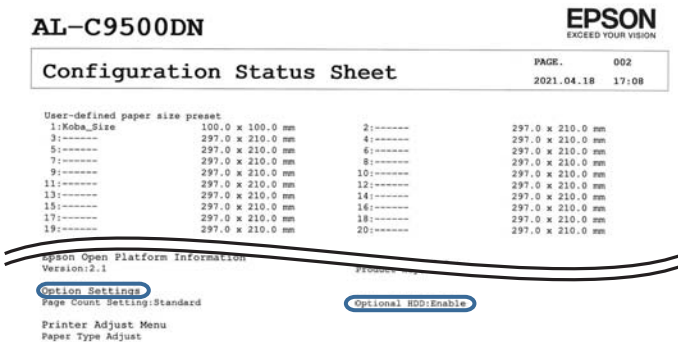 AL-C9500DN
EPSON
EXCEED YOUR VISION
Configuration Status Sheet
PAGE. 002
2021.04.18 17:08
User-defined paper size preset
1:Koba_Size 100.0 x 100.0 mm 2:------ 297.0 x 210.0 mm
3:------ 297.0 x 210.0 mm 4:------ 297.0 x 210.0 mm
5:------ 297.0 x 210.0 mm 6:------ 297.0 x 210.0 mm
7:------ 297.0 x 210.0 mm 8:------ 297.0 x 210.0 mm
9:------ 297.0 x 210.0 mm 10:------ 297.0 x 210.0 mm
11:------ 297.0 x 210.0 mm 12:------ 297.0 x 210.0 mm
13:------ 297.0 x 210.0 mm 14:------ 297.0 x 210.0 mm
15:------ 297.0 x 210.0 mm 16:------ 297.0 x 210.0 mm
17:------ 297.0 x 210.0 mm 18:------ 297.0 x 210.0 mm
19:------ 297.0 x 210.0 mm 20:------ 297.0 x 210.0 mm
Epson Open Platform Information
Version:2.1
Option Settings
Page Count Setting:Standard Optional HDD:Enable
Printer Adjust Menu
Paper Type Adjust